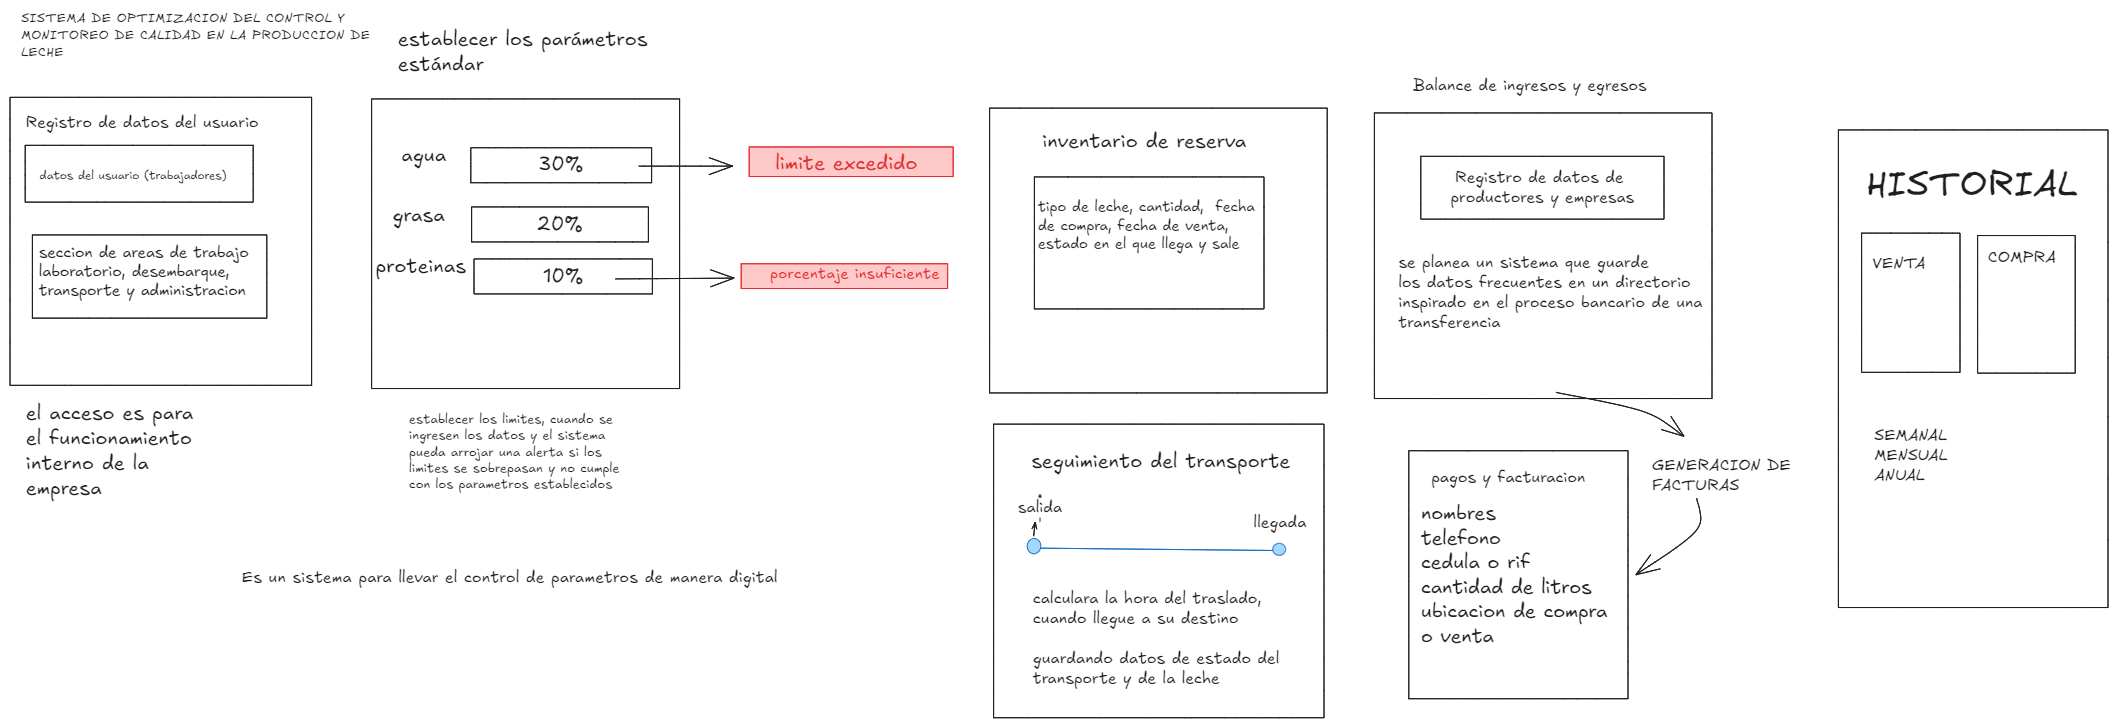 SISTEMA DE OPTIMIZACION DEL CONTROL Y
MONITOREO DE CALIDAD EN LA PRODUCCION DE
LECHE
Registro de datos del usuario
datos del usuario (trabajadores)
seccion de areas de trabajo
laboratorio, desembarque,
transporte y administracion
el acceso es para
el funcionamiento
interno de la
empresa
establecer los parámetros
estándar
agua
30%
limite excedido
grasa
20%
proteinas
10%
porcentaje insuficiente
establecer los limites, cuando se
ingresen los datos y el sistema
pueda arrojar una alerta si los
limites se sobrepasan y no cumple
con los parametros establecidos
Es un sistema para llevar el control de parametros de manera digital
inventario de reserva
tipo de leche, cantidad, fecha
de compra, fecha de venta,
estado en el que llega y sale
seguimiento del transporte
salida
llegada
calculara la hora del traslado,
cuando llegue a su destino
guardando datos de estado del
transporte y de la leche
Balance de ingresos y egresos
Registro de datos de
productores y empresas
se planea un sistema que guarde
los datos frecuentes en un directorio
inspirado en el proceso bancario de una
transferencia
GENERACION DE
FACTURAS
pagos y facturacion
nombres
telefono
cedula o rif
cantidad de litros
ubicacion de compra
o venta
HISTORIAL
VENTA
COMPRA
SEMANAL
MENSUAL
ANUAL